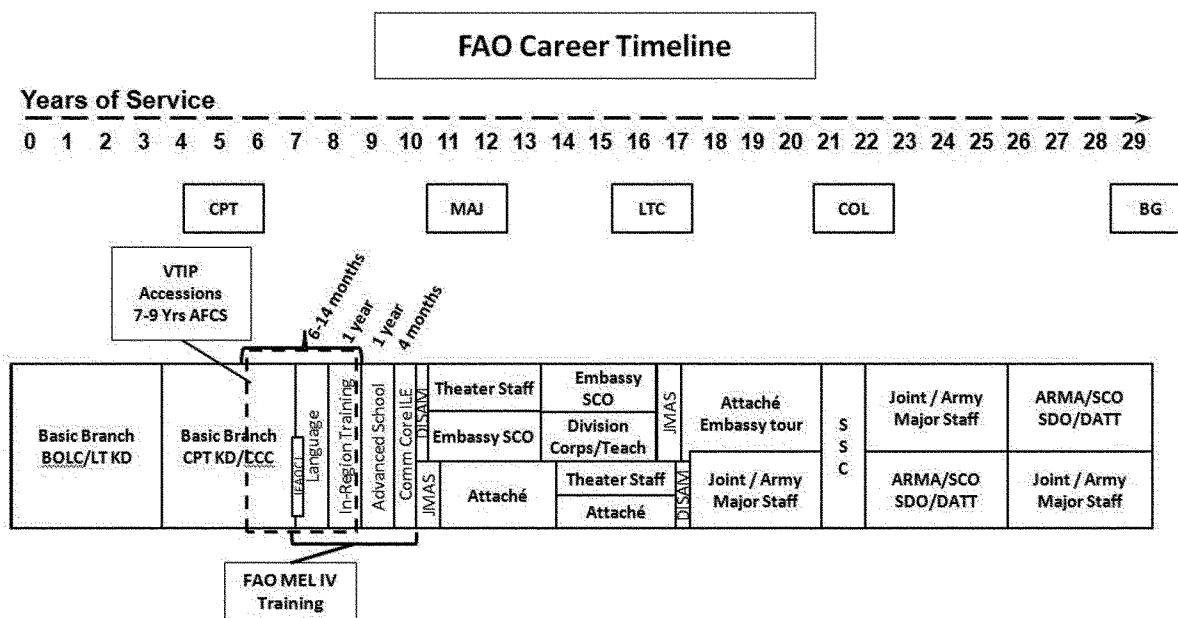 FAO Career Timeline
Years of Service
0 1 2 3 4 5 6 7 8 9 10 11 12 13 14 15 16 17 18 19 20 21 22 23 24 25 26 27 28 29
CPT
MAJ
LTC
COL
BG
VTIP
Accessions
7-9 Yrs AFCS
6-14 months
1 year
1 year
4 months
Basic Branch
BOLC/LT KD
Basic Branch
CPT KD/CCC
Language
In-Region Training
Advanced School
Comm Core ILE
DISAM
JMAS
Theater Staff
Embassy SCO
Attaché
Embassy
SCO
Division
Corps/Teach
Theater Staff
Attaché
JMAS
DISAM
Attaché
Embassy tour
Joint / Army
Major Staff
S
S
C
Joint / Army
Major Staff
ARMA/SCO
SDO/DATT
ARMA/SCO
SDO/DATT
Joint / Army
Major Staff
FAO MEL IV
Training